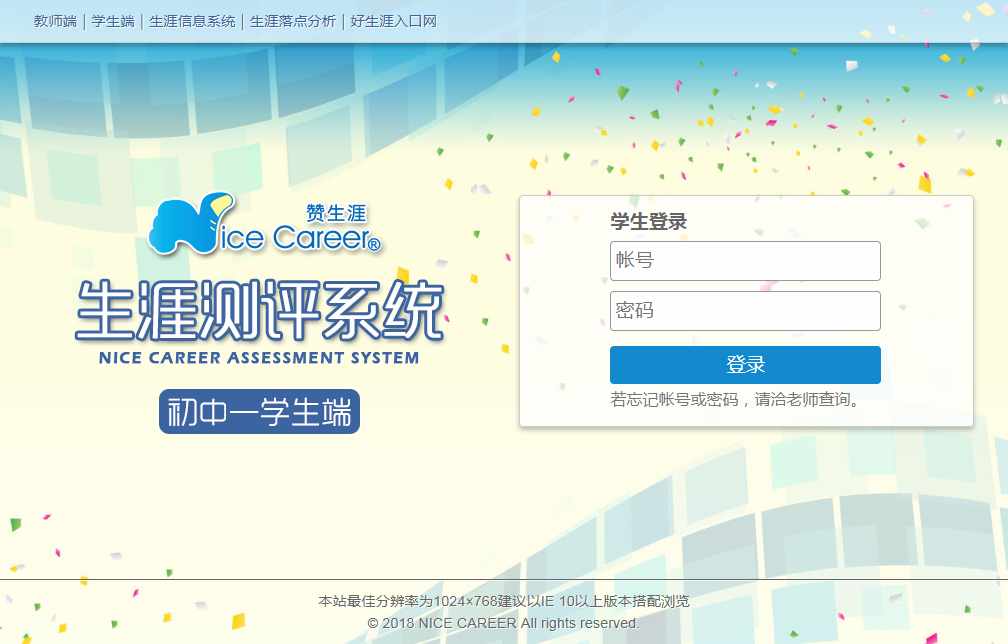 教师端 | 学生端 | 生涯信息系统 | 生涯落点分析 | 好生涯入口网
赞生涯
Nice Career®
生涯测评系统
NICE CAREER ASSESSMENT SYSTEM
初中一学生端
学生登录
帐号
密码
登录
若忘记帐号或密码，请洽老师查询。
本站最佳分辨率为1024×768建议以IE 10以上版本搭配浏览
© 2018 NICE CAREER All rights reserved.